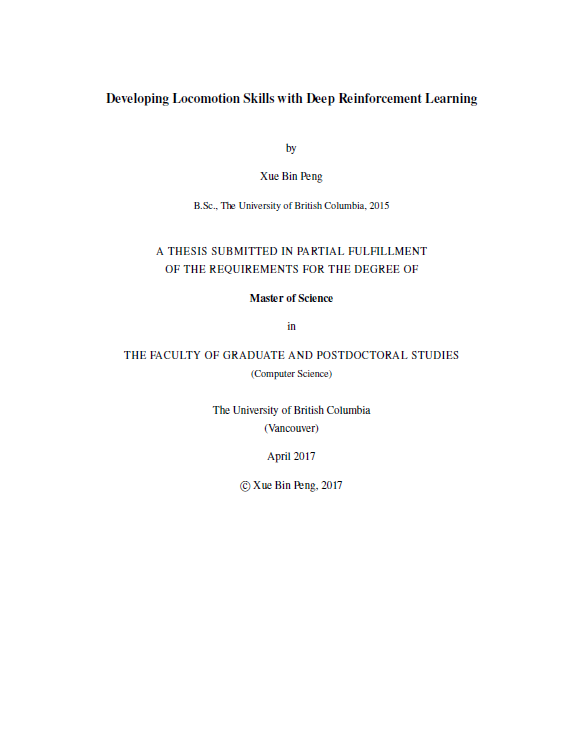 Developing Locomotion Skills with Deep Reinforcement Learning
by
Xue Bin Peng
B.Sc., The University of British Columbia, 2015
A THESIS SUBMITTED IN PARTIAL FULFILLMENT
OF THE REQUIREMENTS FOR THE DEGREE OF
Master of Science
in
THE FACULTY OF GRADUATE AND POSTDOCTORAL STUDIES
(Computer Science)
The University of British Columbia
(Vancouver)
April 2017
© Xue Bin Peng, 2017